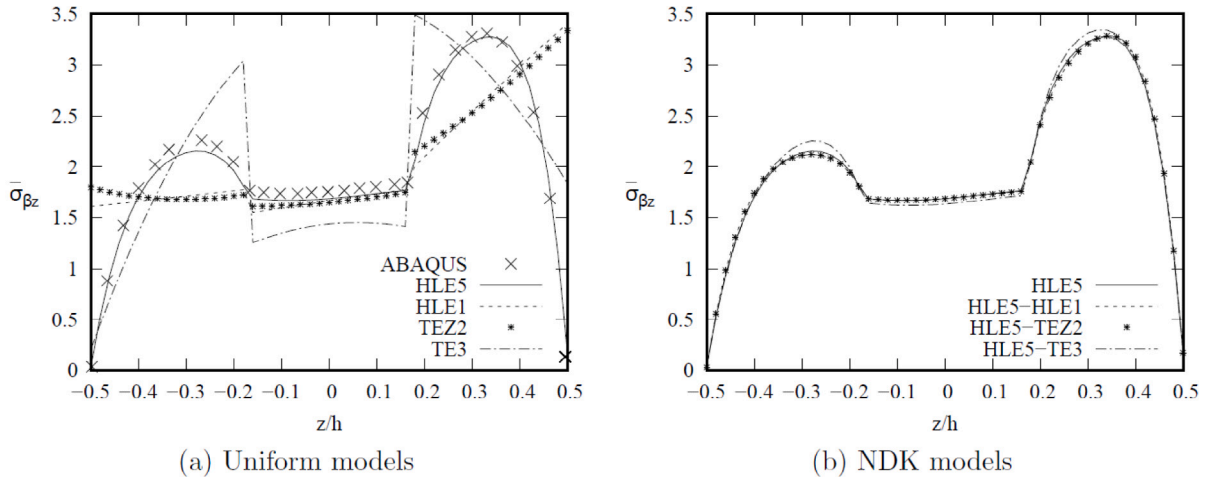 3.5
3
2.5
2
1.5
1
0.5
0
σ̄βz
ABAQUS
HLE5
HLE1
TEZ2
TE3
−0.5 −0.4 −0.3 −0.2 −0.1 0 0.1 0.2 0.3 0.4 0.5
z/h
(a) Uniform models
3.5
3
2.5
2
1.5
1
0.5
0
σ̄βz
HLE5
HLE5−HLE1
HLE5−TEZ2
HLE5−TE3
−0.5 −0.4 −0.3 −0.2 −0.1 0 0.1 0.2 0.3 0.4 0.5
z/h
(b) NDK models